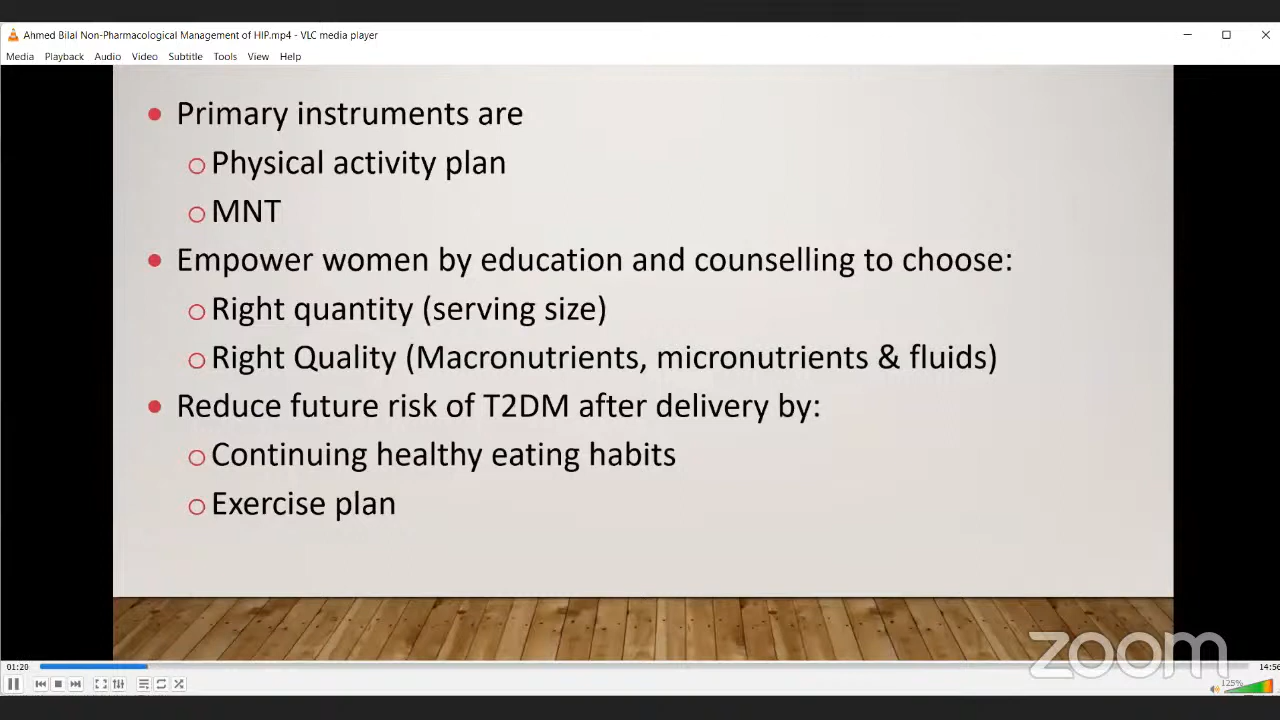 Ahmed Bilal Non-Pharmacological Management of HIP.mp4 - VLC media player
Media Playback Audio Video Subtitle Tools View Help
Primary instruments are
Physical activity plan
MNT
Empower women by education and counselling to choose:
Right quantity (serving size)
Right Quality (Macronutrients, micronutrients & fluids)
Reduce future risk of T2DM after delivery by:
Continuing healthy eating habits
Exercise plan
zoom
01:20
14:56
125%